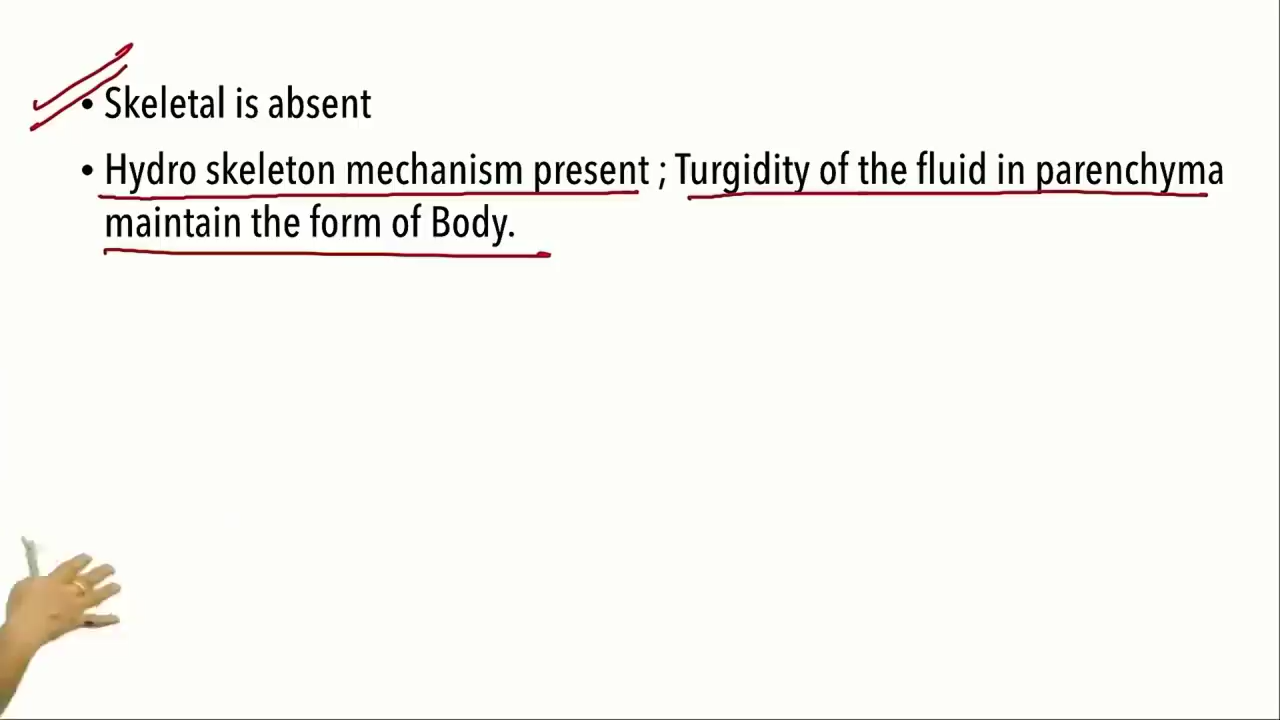 • Skeletal is absent
• Hydro skeleton mechanism present ; Turgidity of the fluid in parenchyma
maintain the form of Body.